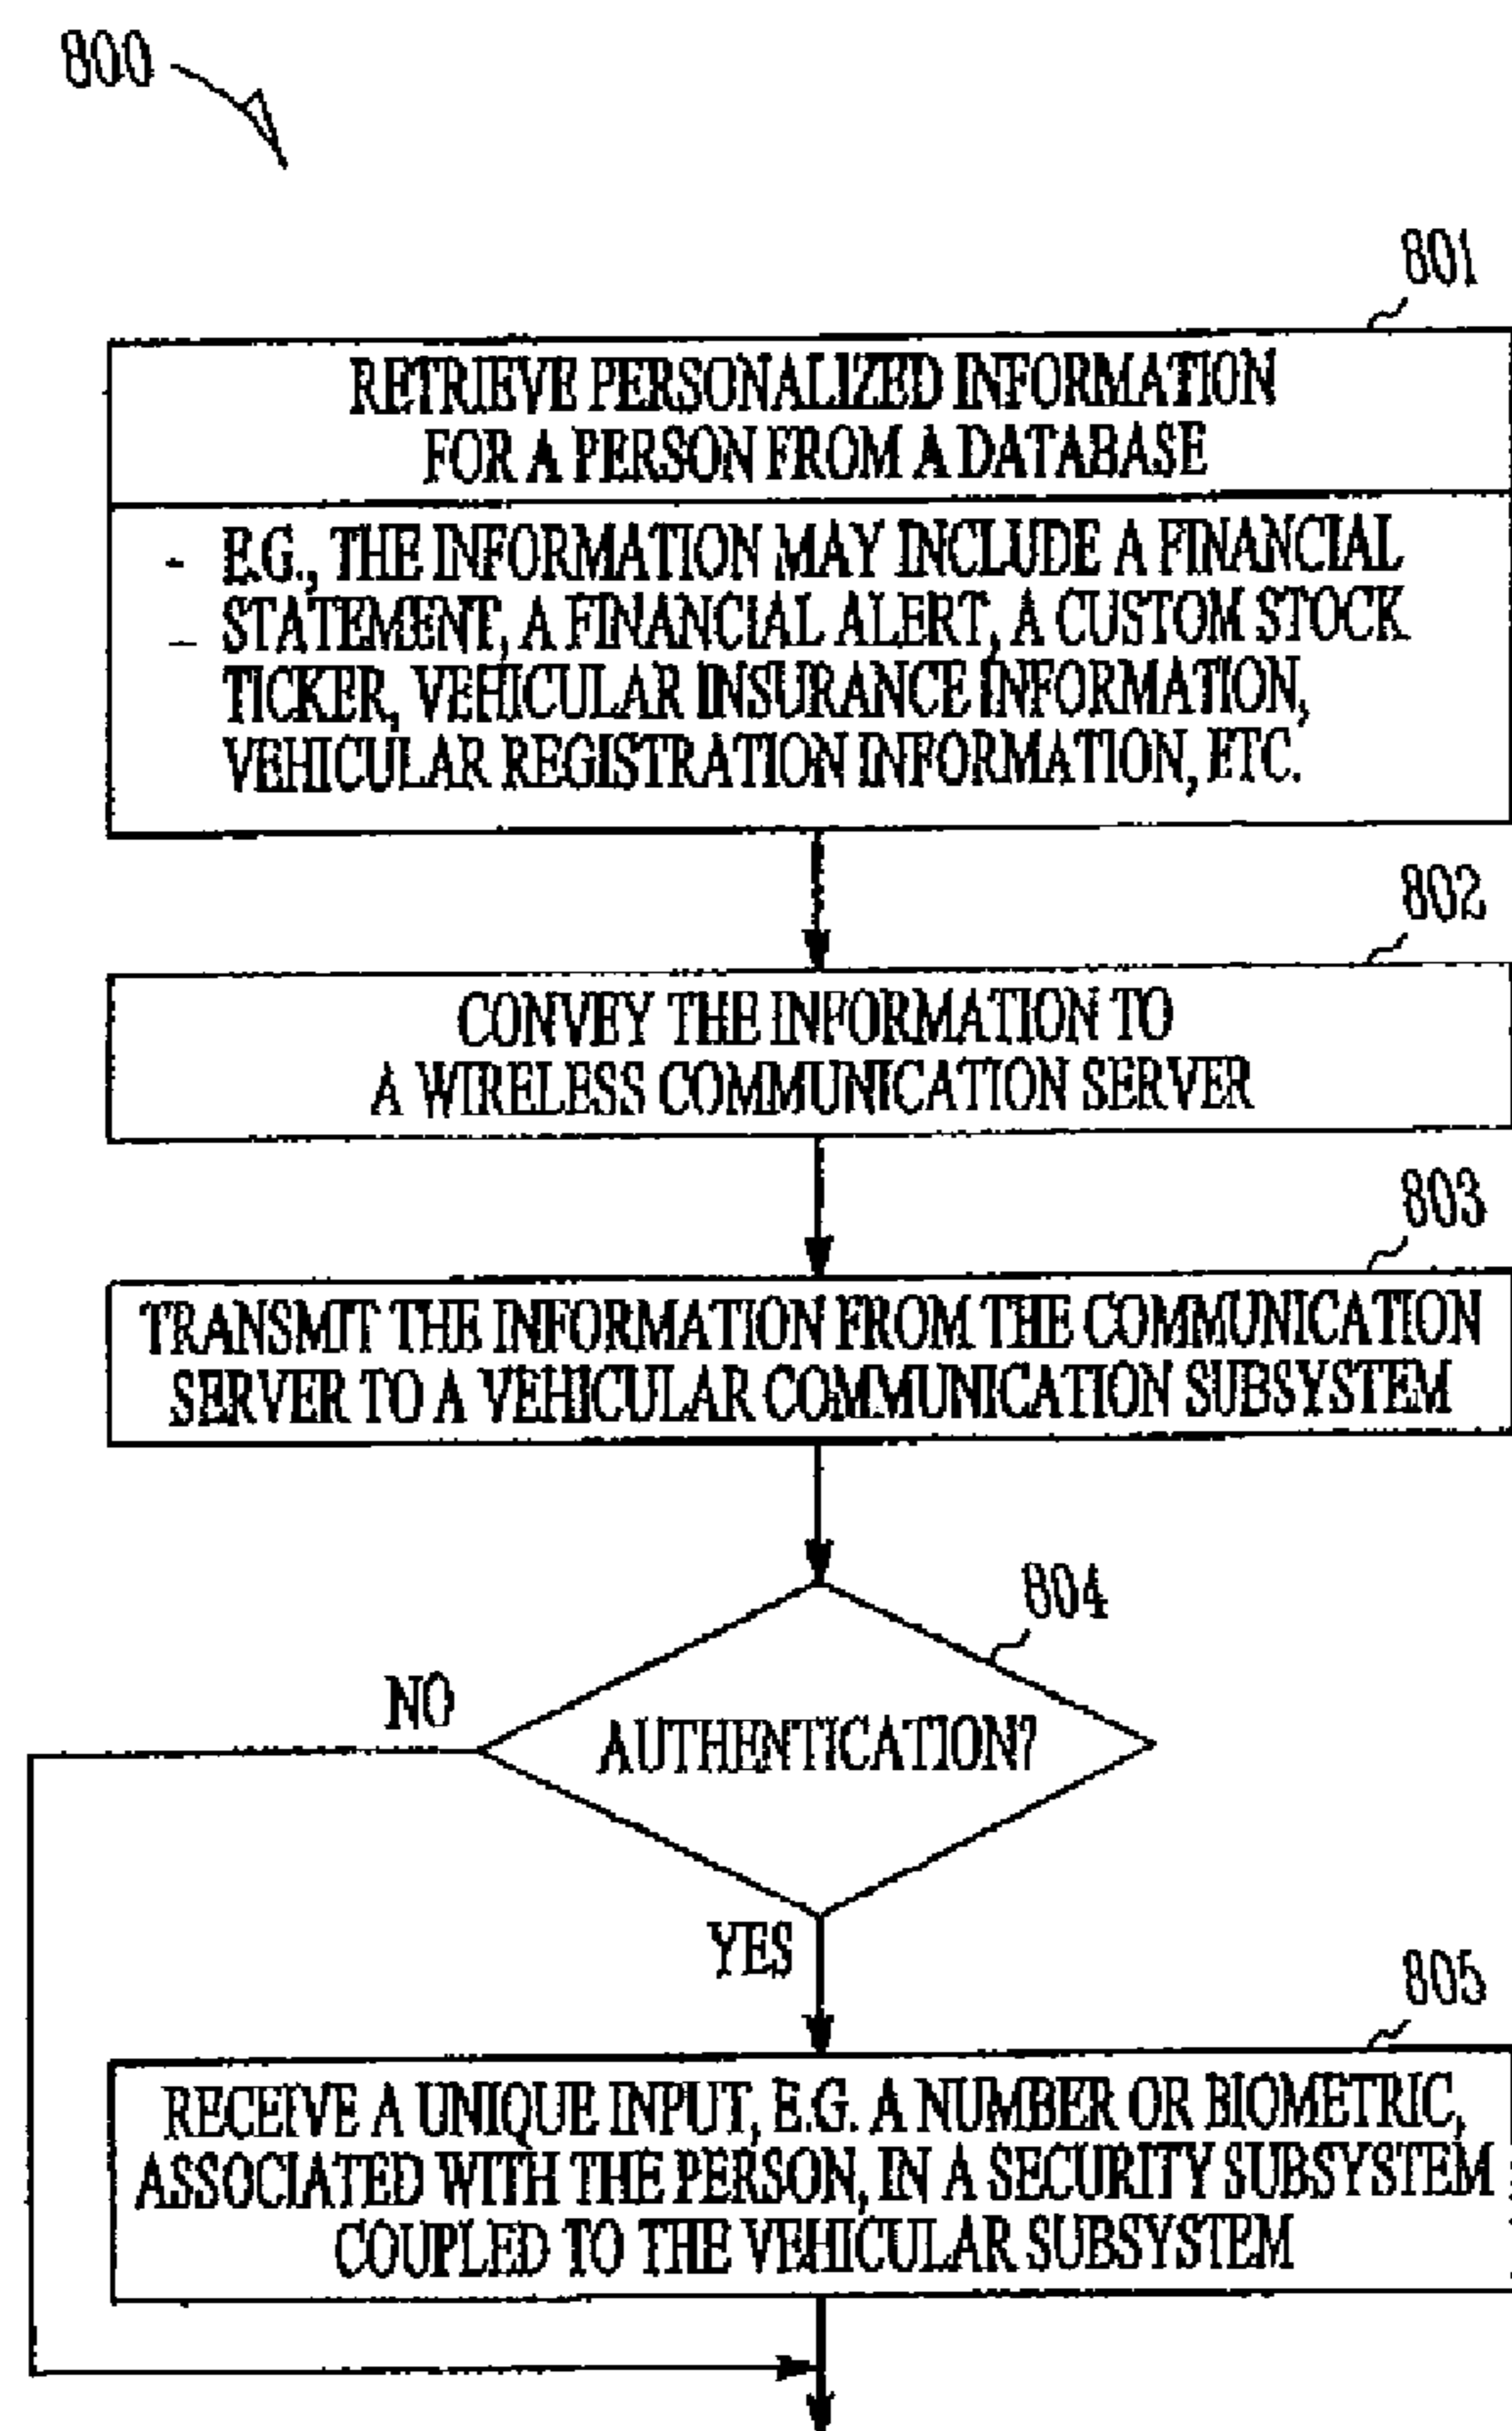 800
801
RETRIEVE PERSONALIZED INFORMATION
FOR A PERSON FROM A DATABASE
- E.G., THE INFORMATION MAY INCLUDE A FINANCIAL
- STATEMENT, A FINANCIAL ALERT, A CUSTOM STOCK
TICKER, VEHICULAR INSURANCE INFORMATION,
VEHICULAR REGISTRATION INFORMATION, ETC.
802
CONVEY THE INFORMATION TO
A WIRELESS COMMUNICATION SERVER
803
TRANSMIT THE INFORMATION FROM THE COMMUNICATION
SERVER TO A VEHICULAR COMMUNICATION SUBSYSTEM
804
NO
AUTHENTICATION?
YES
805
RECEIVE A UNIQUE INPUT, E.G. A NUMBER OR BIOMETRIC,
ASSOCIATED WITH THE PERSON, IN A SECURITY SUBSYSTEM
COUPLED TO THE VEHICULAR SUBSYSTEM